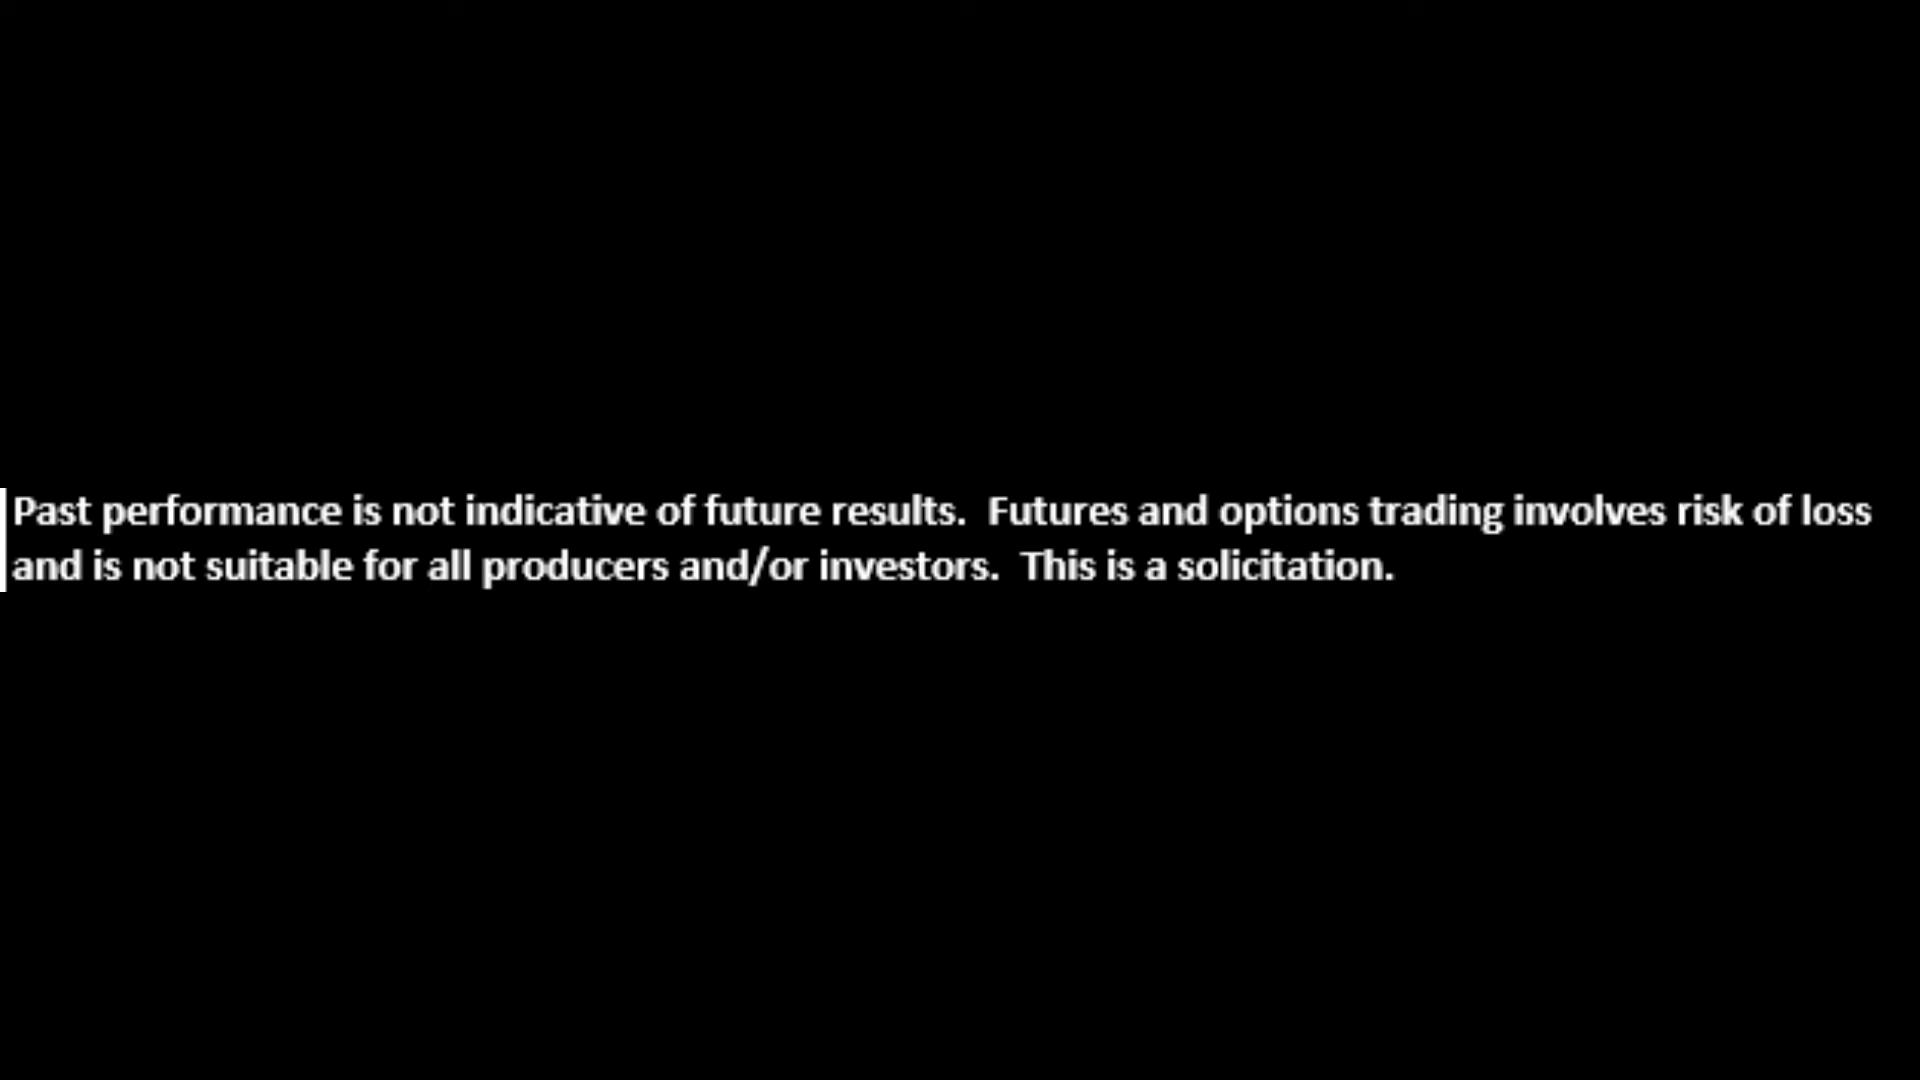 Past performance is not indicative of future results.  Futures and options trading involves risk of loss
and is not suitable for all producers and/or investors.  This is a solicitation.